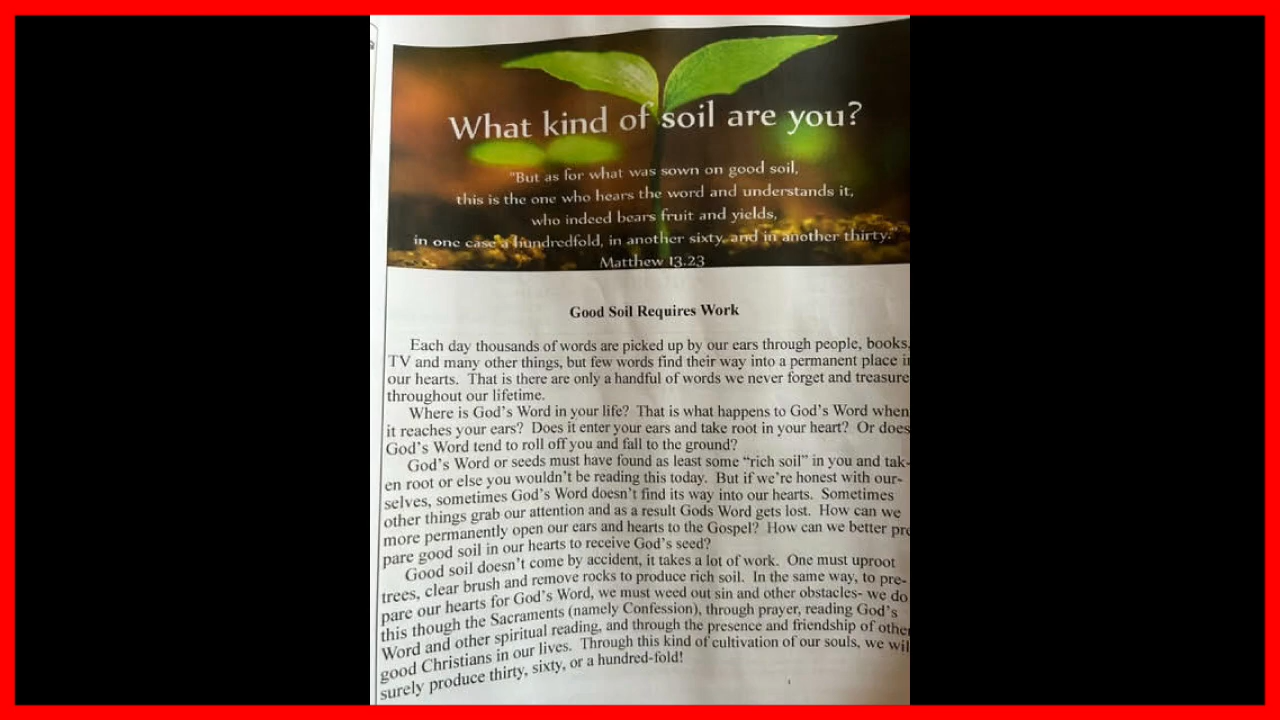 What kind of soil are you?
"But as for what was sown on good soil,
this is the one who hears the word and understands it,
who indeed bears fruit and yields,
in one case a hundredfold, in another sixty, and in another thirty."
Matthew 13.23
Good Soil Requires Work
Each day thousands of words are picked up by our ears through people, books,
TV and many other things, but few words find their way into a permanent place
our hearts. That is there are only a handful of words we never forget and treasure
throughout our lifetime.
Where is God's Word in your life? That is what happens to God's Word when
it reaches your ears? Does it enter your ears and take root in your heart? Or does
God's Word tend to roll off you and fall to the ground?
God's Word or seeds must have found as least some “rich soil” in you and tak-
en root or else you wouldn't be reading this today. But if we're honest with our-
selves, sometimes God's Word doesn't find its way into our hearts. Sometimes
other things grab our attention and as a result Gods Word gets lost. How can we
more permanently open our ears and hearts to the Gospel? How can we better pre
pare good soil in our hearts to receive God's seed?
Good soil doesn't come by accident, it takes a lot of work. One must uproot
trees, clear brush and remove rocks to produce rich soil. In the same way, to pre-
pare our hearts for God's Word, we must weed out sin and other obstacles- we do
this though the Sacraments (namely Confession), through prayer, reading God's
Word and other spiritual reading, and through the presence and friendship of other
good Christians in our lives. Through this kind of cultivation of our souls, we wil
surely produce thirty, sixty, or a hundred-fold!